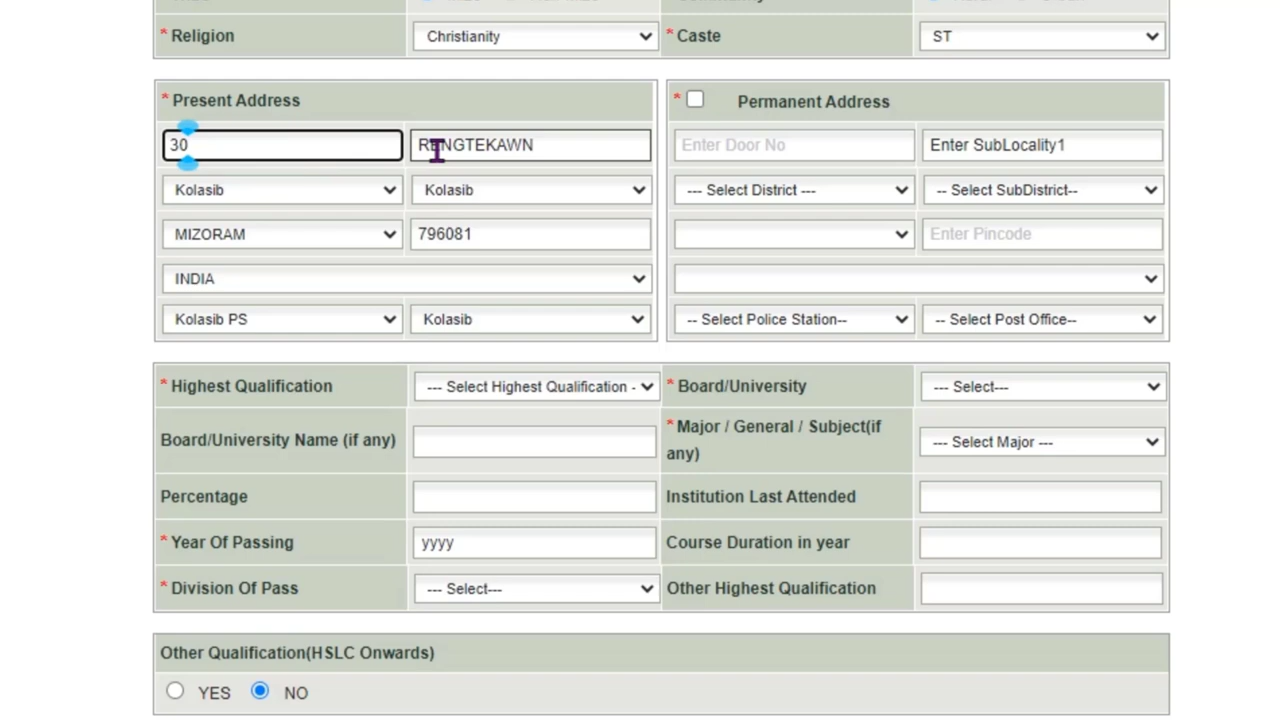 * Religion Christianity * Caste ST
* Present Address * Permanent Address
30 RENGTEKAWN Enter Door No Enter SubLocality1
Kolasib Kolasib --- Select District --- -- Select SubDistrict--
MIZORAM 796081 Enter Pincode
INDIA
Kolasib PS Kolasib -- Select Police Station-- -- Select Post Office--
* Highest Qualification --- Select Highest Qualification - * Board/University --- Select---
Board/University Name (if any) * Major / General / Subject(if
any) --- Select Major ---
Percentage Institution Last Attended
* Year Of Passing yyyy Course Duration in year
* Division Of Pass --- Select--- Other Highest Qualification
Other Qualification(HSLC Onwards)
YES NO